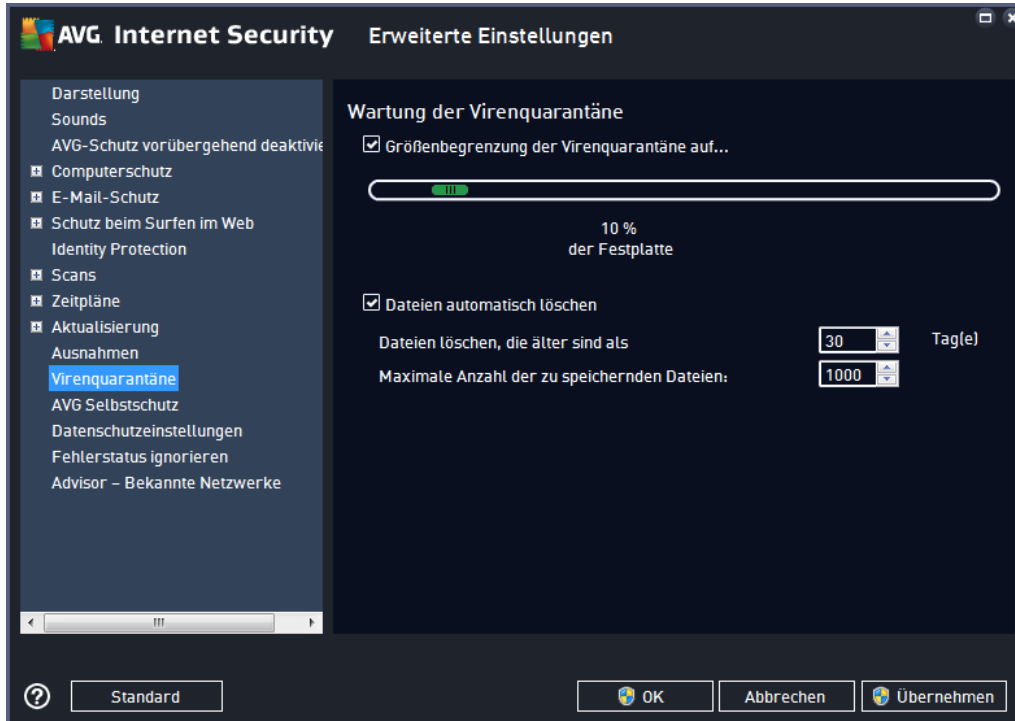 AVG. Internet Security Erweiterte Einstellungen
Darstellung
Sounds
AVG-Schutz vorübergehend deaktivie
Computerschutz
E-Mail-Schutz
Schutz beim Surfen im Web
Identity Protection
Scans
Zeitpläne
Aktualisierung
Ausnahmen
Virenquarantäne
AVG Selbstschutz
Datenschutzeinstellungen
Fehlerstatus ignorieren
Advisor – Bekannte Netzwerke
Wartung der Virenquarantäne
Größenbegrenzung der Virenquarantäne auf...
10 %
der Festplatte
Dateien automatisch löschen
Dateien löschen, die älter sind als 30 Tag(e)
Maximale Anzahl der zu speichernden Dateien: 1000
? Standard OK Abbrechen Übernehmen